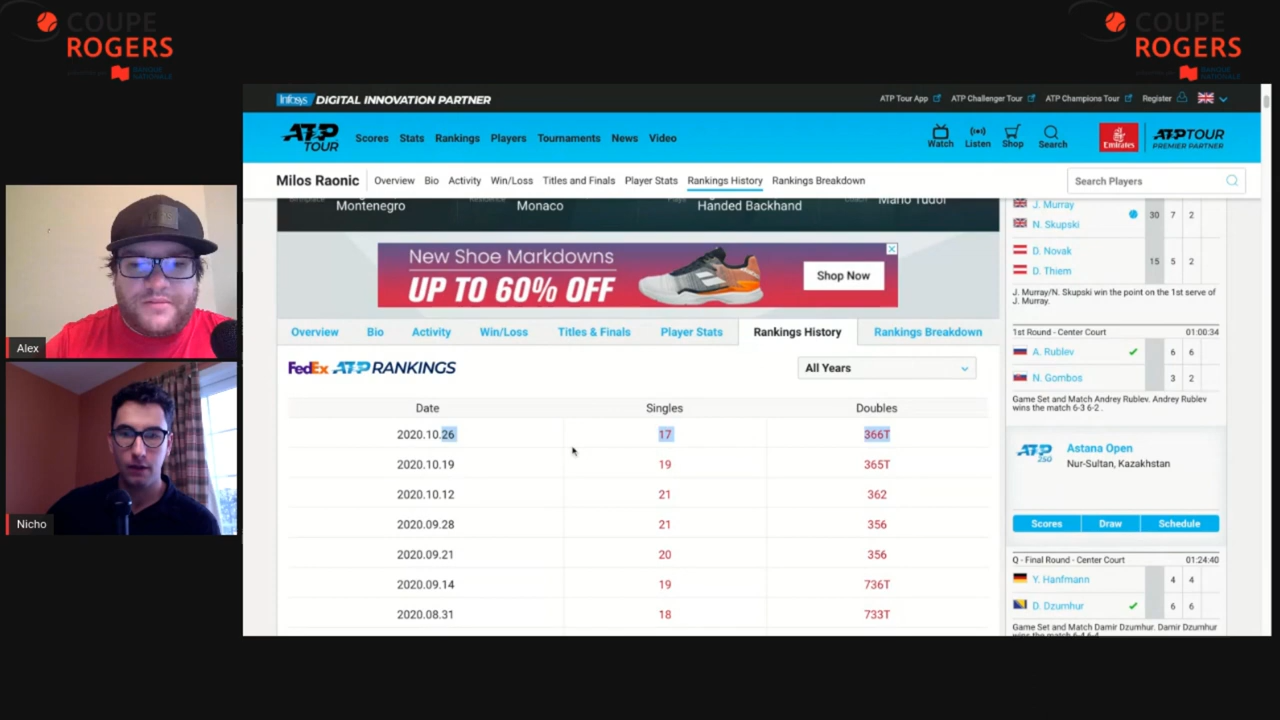 COUPE
ROGERS
COUPE
ROGERS
Infosys DIGITAL INNOVATION PARTNER
ATP Tour App ATP Challenger Tour ATP Champions Tour Register
ATP TOUR Scores Stats Rankings Players Tournaments News Video
Watch Listen Shop Search Emirates ATP TOUR PREMIER PARTNER
Milos Raonic Overview Bio Activity Win/Loss Titles and Finals Player Stats Rankings History Rankings Breakdown Search Players
Montenegro Monaco Handed Backhand Mario Tudor
New Shoe Markdowns
UP TO 60% OFF
Shop Now
Overview Bio Activity Win/Loss Titles & Finals Player Stats Rankings History Rankings Breakdown
FedEx ATP RANKINGS All Years
Date Singles Doubles
2020.10.26 17 366T
2020.10.19 19 365T
2020.10.12 21 362
2020.09.28 21 356
2020.09.21 20 356
2020.09.14 19 736T
2020.08.31 18 733T
J. Murray
N. Skupski 30 7 2
D. Novak
D. Thiem 15 5 2
J. Murray/N. Skupski win the point on the 1st serve of
J. Murray.
1st Round - Center Court 01:00:34
A. Rublev 6 6
N. Gombos 3 2
Game Set and Match Andrey Rublev. Andrey Rublev
wins the match 6-3 6-2 .
ATP 250 Astana Open
Nur-Sultan, Kazakhstan
Scores Draw Schedule
Q - Final Round - Center Court 01:24:40
Y. Hanfmann 4 4
D. Dzumhur 6 6
Game Set and Match Damir Dzumhur. Damir Dzumhur
wins the match 6-4 6-4
Alex
Nicho